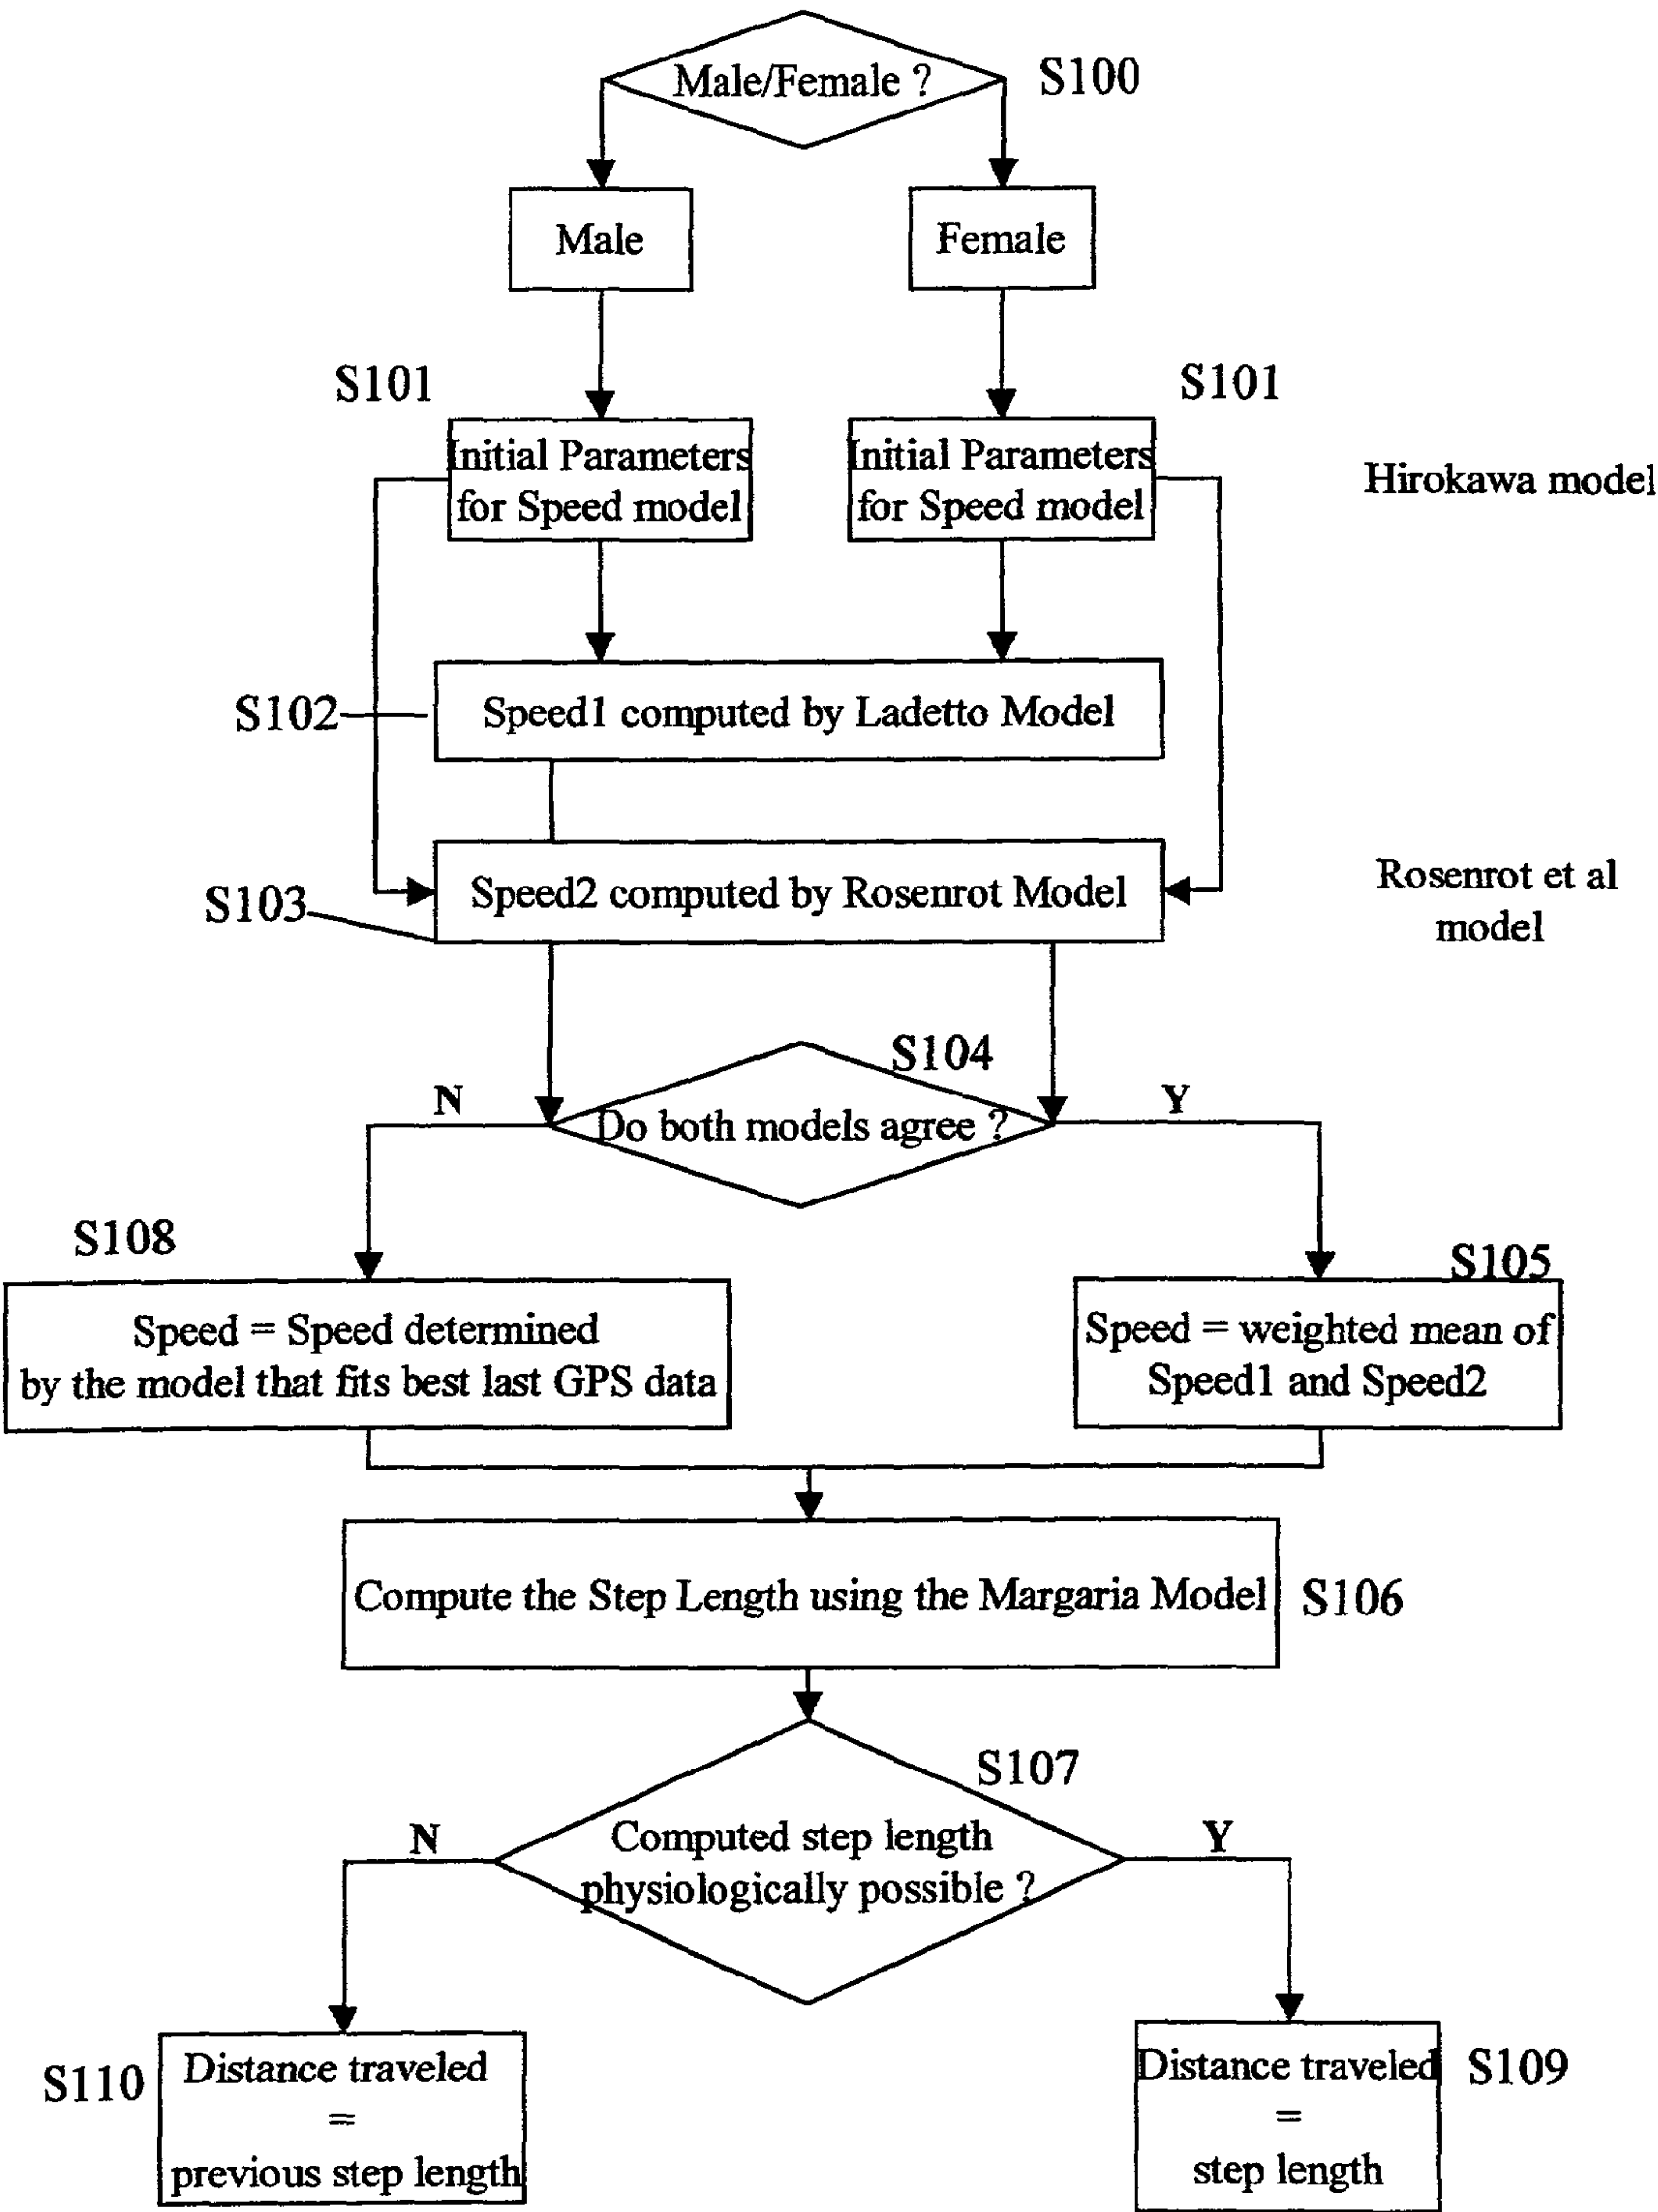 Male/Female ?
S100
Male
Female
S101
S101
Initial Parameters
for Speed model
Initial Parameters
for Speed model
Hirokawa model
S102
Speed1 computed by Ladetto Model
S103
Speed2 computed by Rosenrot Model
Rosenrot et al
model
S104
N
Do both models agree ?
Y
S108
S105
Speed = Speed determined
by the model that fits best last GPS data
Speed = weighted mean of
Speed1 and Speed2
Compute the Step Length using the Margaria Model
S106
S107
N
Computed step length
physiologically possible ?
Y
S110
Distance traveled
=
previous step length
Distance traveled
=
step length
S109